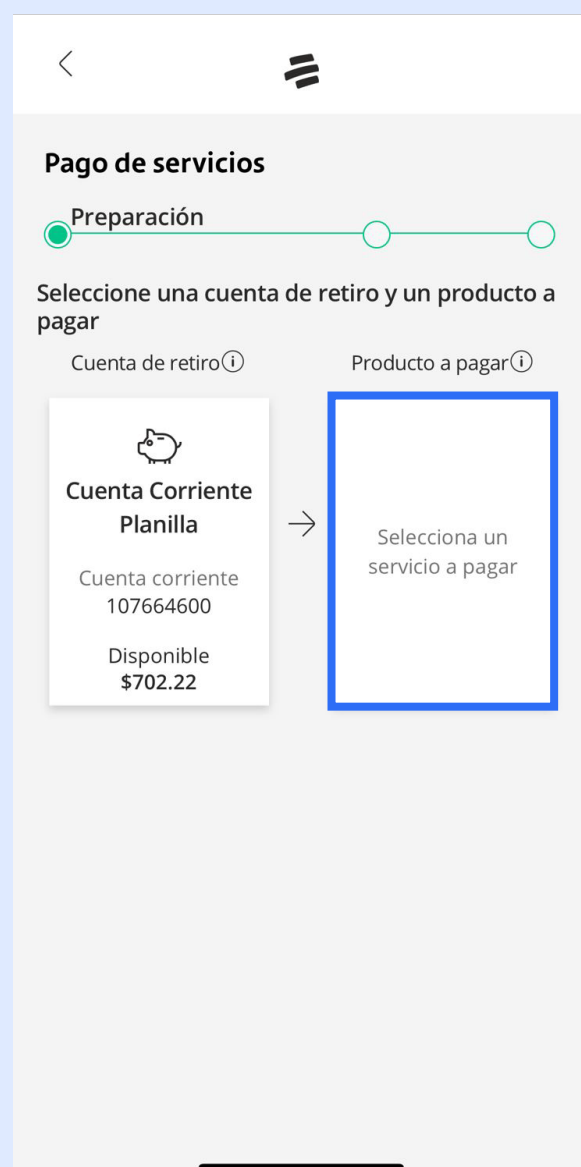 Pago de servicios
Preparación
Seleccione una cuenta de retiro y un producto a
pagar
Cuenta de retiro
Producto a pagar
Cuenta Corriente
Planilla
Cuenta corriente
107664600
Disponible
$702.22
Selecciona un
servicio a pagar